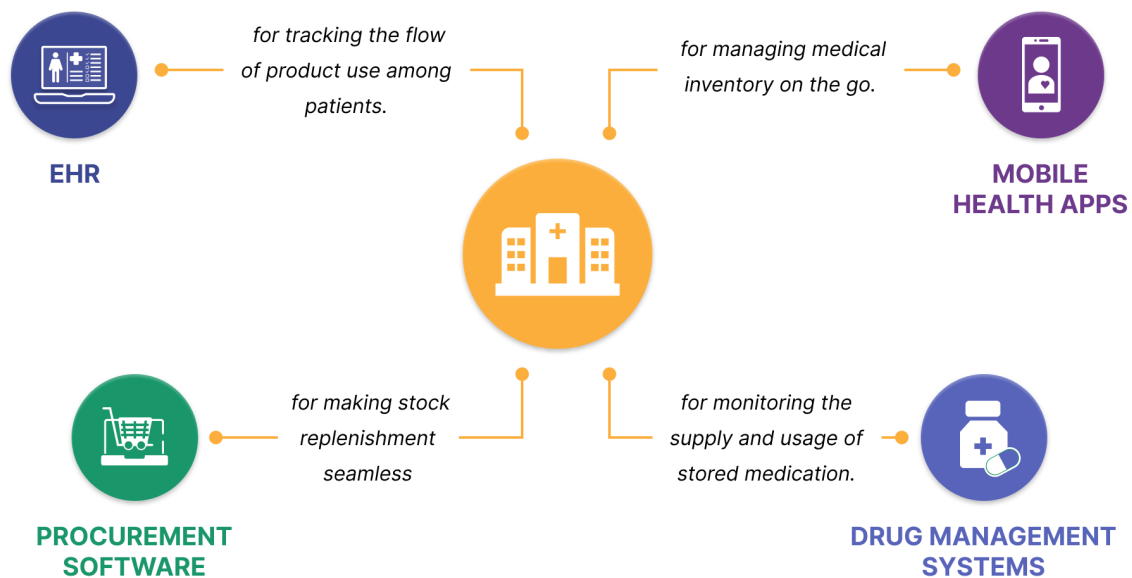 for tracking the flow
of product use among
patients.
EHR
for managing medical
inventory on the go.
MOBILE
HEALTH APPS
for making stock
replenishment
seamless
PROCUREMENT
SOFTWARE
for monitoring the
supply and usage of
stored medication.
DRUG MANAGEMENT
SYSTEMS